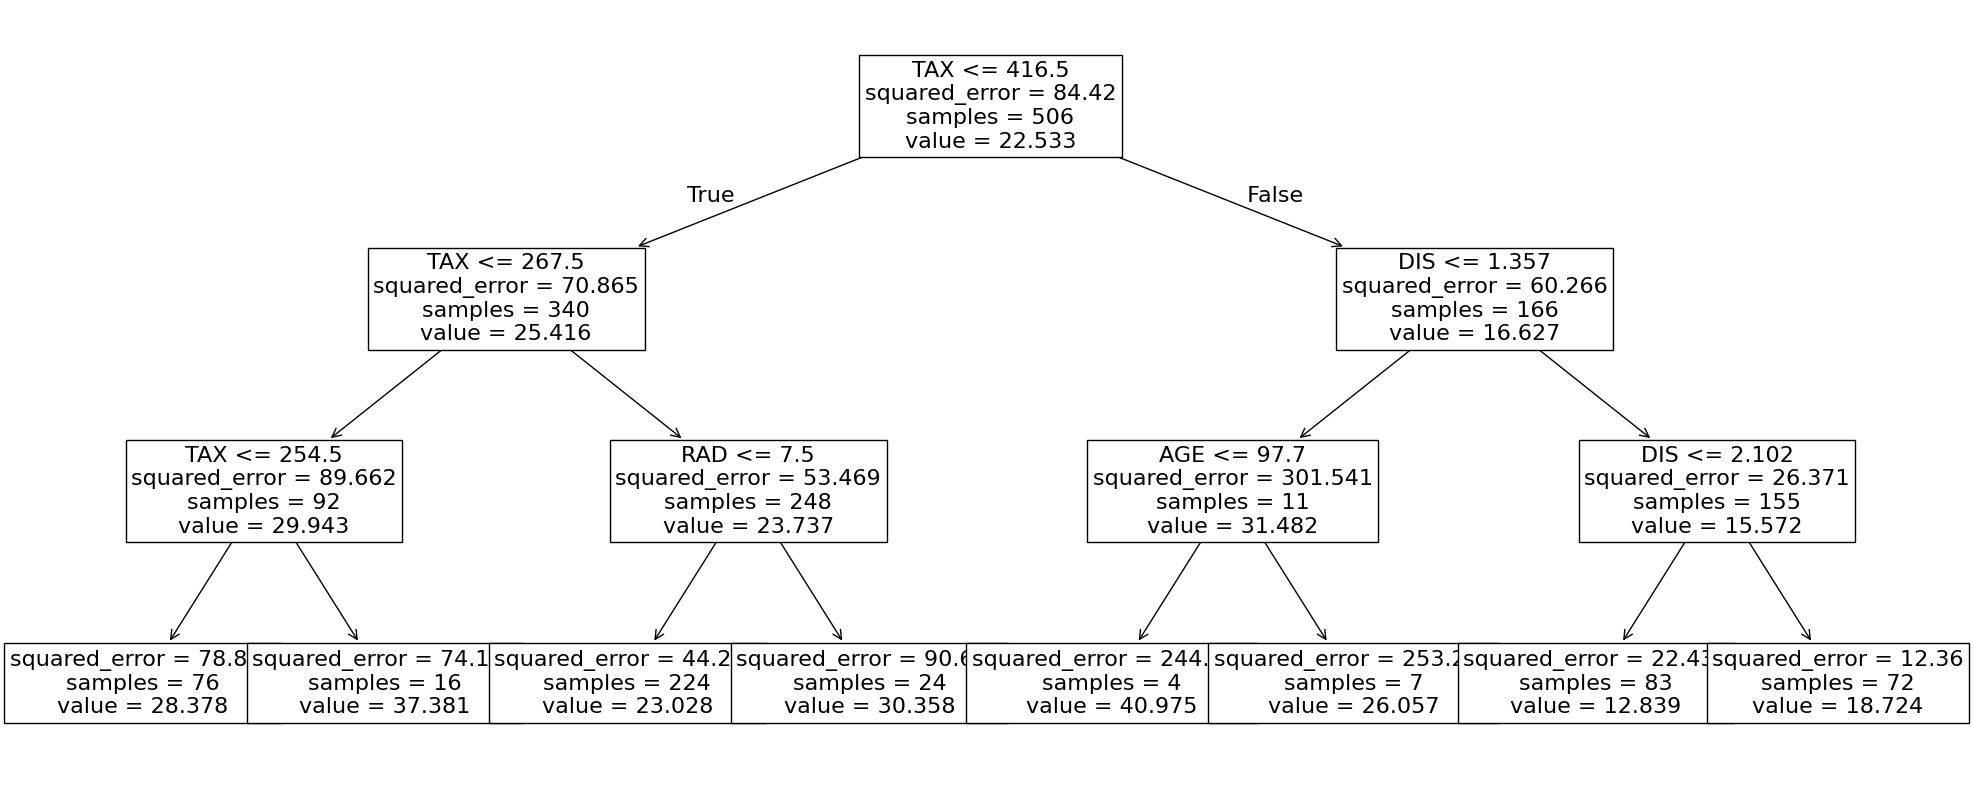 TAX <= 416.5
squared_error = 84.42
samples = 506
value = 22.533
True
False
TAX <= 267.5
squared_error = 70.865
samples = 340
value = 25.416
DIS <= 1.357
squared_error = 60.266
samples = 166
value = 16.627
TAX <= 254.5
squared_error = 89.662
samples = 92
value = 29.943
RAD <= 7.5
squared_error = 53.469
samples = 248
value = 23.737
AGE <= 97.7
squared_error = 301.541
samples = 11
value = 31.482
DIS <= 2.102
squared_error = 26.371
samples = 155
value = 15.572
squared_error = 78.8
samples = 76
value = 28.378
squared_error = 74.1
samples = 16
value = 37.381
squared_error = 44.2
samples = 224
value = 23.028
squared_error = 90.6
samples = 24
value = 30.358
squared_error = 244.
samples = 4
value = 40.975
squared_error = 253.2
samples = 7
value = 26.057
squared_error = 22.43
samples = 83
value = 12.839
squared_error = 12.36
samples = 72
value = 18.724